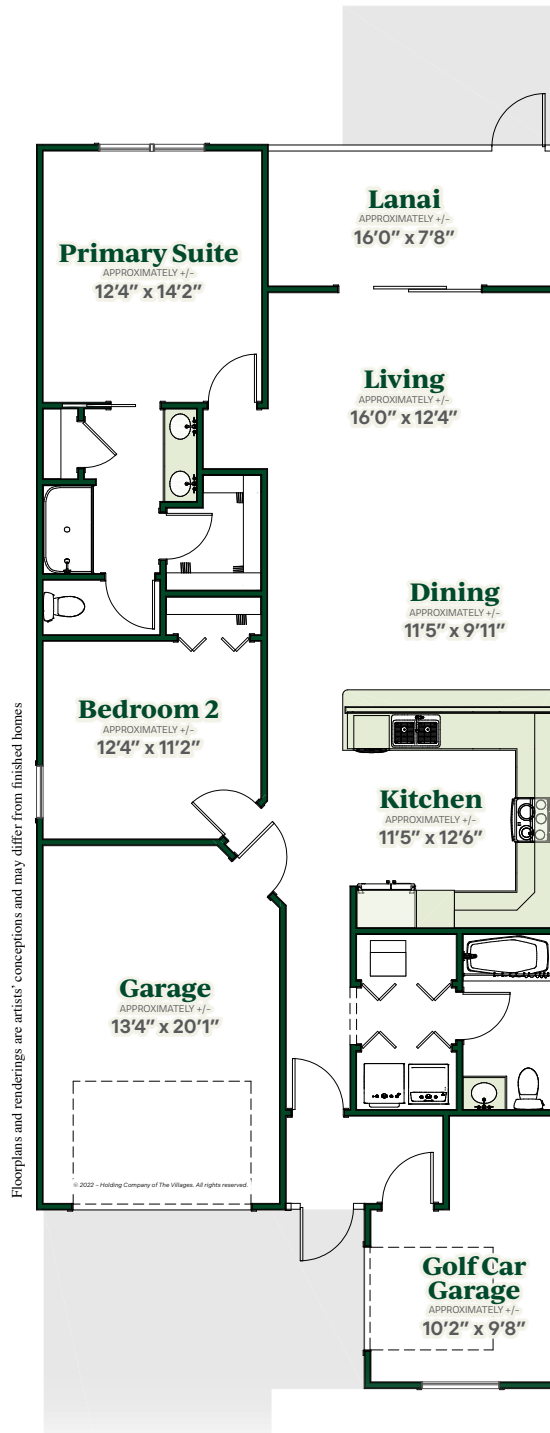 Lanai
APPROXIMATELY +/-
16'0" x 7'8"
Primary Suite
APPROXIMATELY +/-
12'4" x 14'2"
Living
APPROXIMATELY +/-
16'0" x 12'4"
Dining
APPROXIMATELY +/-
11'5" x 9'11"
Bedroom 2
APPROXIMATELY +/-
12'4" x 11'2"
Kitchen
APPROXIMATELY +/-
11'5" x 12'6"
Garage
APPROXIMATELY +/-
13'4" x 20'1"
Floorplans and renderings are artists' conceptions and may differ from finished homes
© 2022 – Holding Company of The Villages. All rights reserved.
Golf Car
Garage
APPROXIMATELY +/-
10'2" x 9'8"